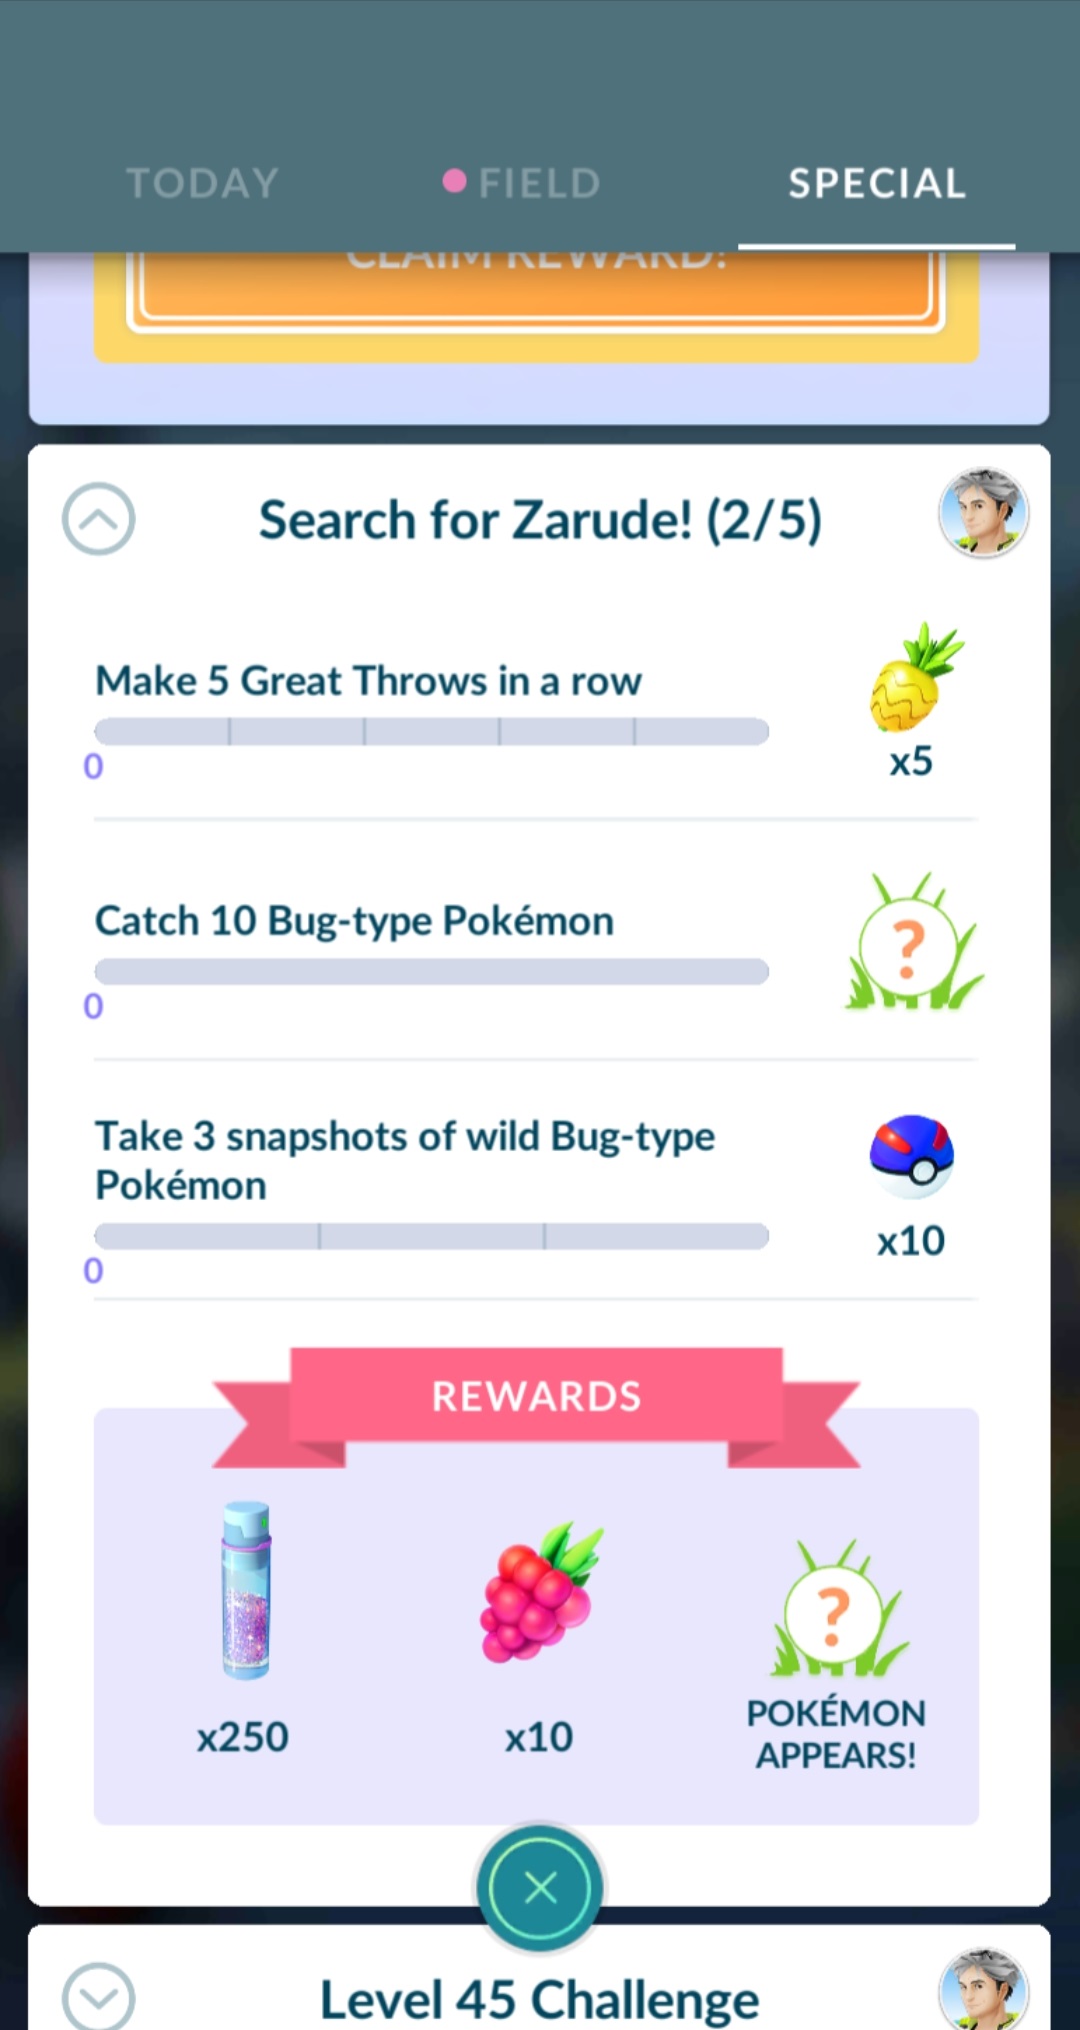 TODAY
FIELD
SPECIAL
CLAIM REWARD!
Search for Zarude! (2/5)
Make 5 Great Throws in a row
0
x5
Catch 10 Bug-type Pokémon
0
?
Take 3 snapshots of wild Bug-type
Pokémon
0
x10
REWARDS
?
x250
x10
POKÉMON
APPEARS!
Level 45 Challenge